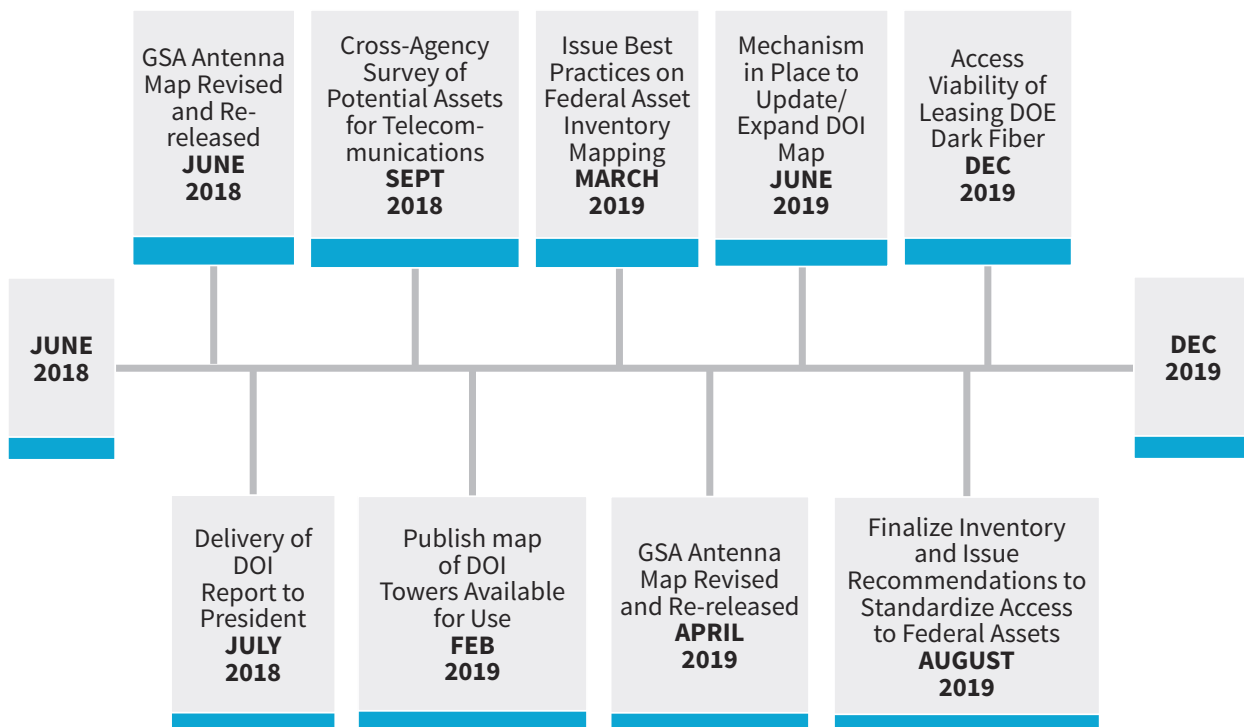 GSA Antenna
Map Revised
and Re-
released
JUNE
2018
Cross-Agency
Survey of
Potential Assets
for Telecom-
munications
SEPT
2018
Issue Best
Practices on
Federal Asset
Inventory
Mapping
MARCH
2019
Mechanism
in Place to
Update/
Expand DOI
Map
JUNE
2019
Access
Viability of
Leasing DOE
Dark Fiber
DEC
2019
JUNE
2018
DEC
2019
Delivery of
DOI
Report to
President
JULY
2018
Publish map
of DOI
Towers Available
for Use
FEB
2019
GSA Antenna
Map Revised
and Re-released
APRIL
2019
Finalize Inventory
and Issue
Recommendations to
Standardize Access
to Federal Assets
AUGUST
2019